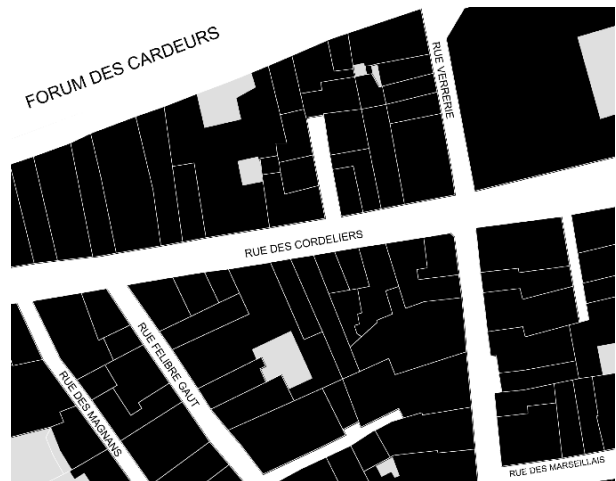 FORUM DES CARDEURS
RUE VERRERIE
RUE DES CORDELIERS
RUE FELIBRE GAUT
RUE DES MAGNANS
RUE DES MARSEILLAIS